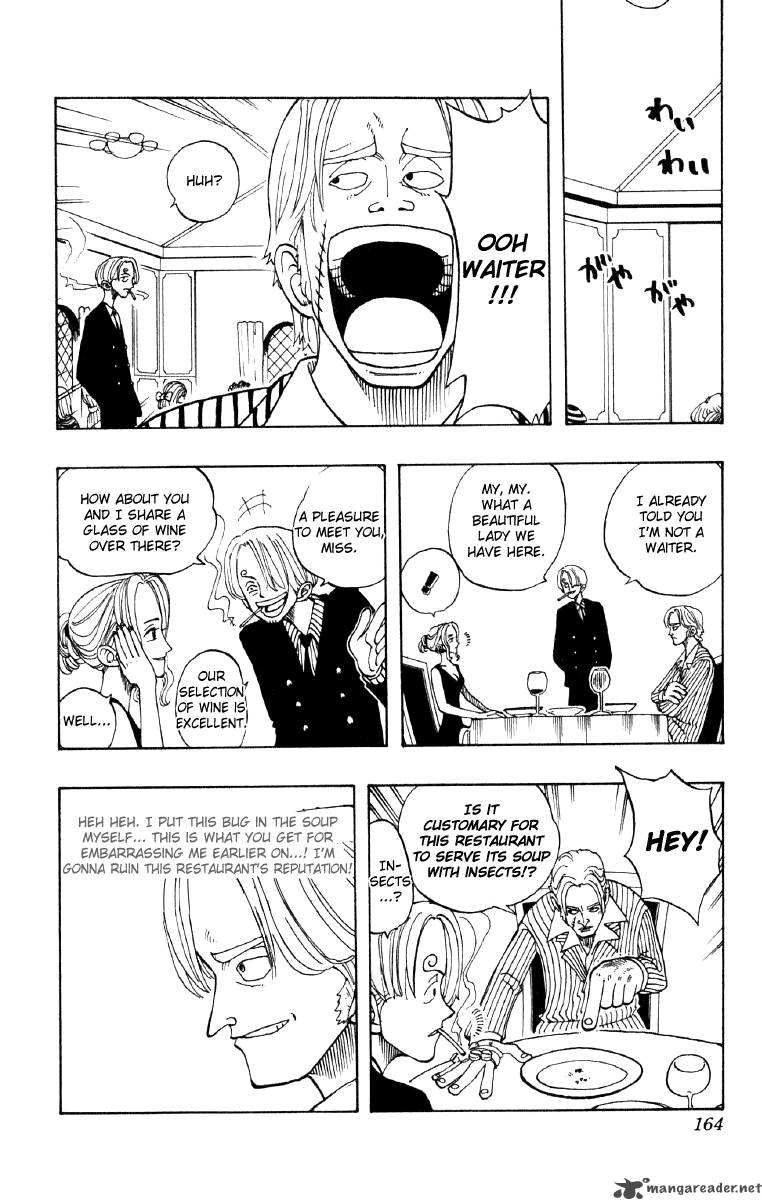 わい
わい
がや
がや
OOH
WAITER
!!!
HUH?
I ALREADY
TOLD YOU
I'M NOT A
WAITER.
MY, MY.
WHAT A
BEAUTIFUL
LADY WE
HAVE HERE.
!
A PLEASURE
TO MEET YOU,
MISS.
HOW ABOUT YOU
AND I SHARE A
GLASS OF WINE
OVER THERE?
OUR
SELECTION
OF WINE IS
EXCELLENT.
WELL...
HEY!
IS IT
CUSTOMARY FOR
THIS RESTAURANT
TO SERVE ITS SOUP
WITH INSECTS!?
IN-
SECTS
...?
HEH HEH. I PUT THIS BUG IN THE SOUP
MYSELF... THIS IS WHAT YOU GET FOR
EMBARRASSING ME EARLIER ON...! I'M
GONNA RUIN THIS RESTAURANT'S REPUTATION!
164
mangareader.net